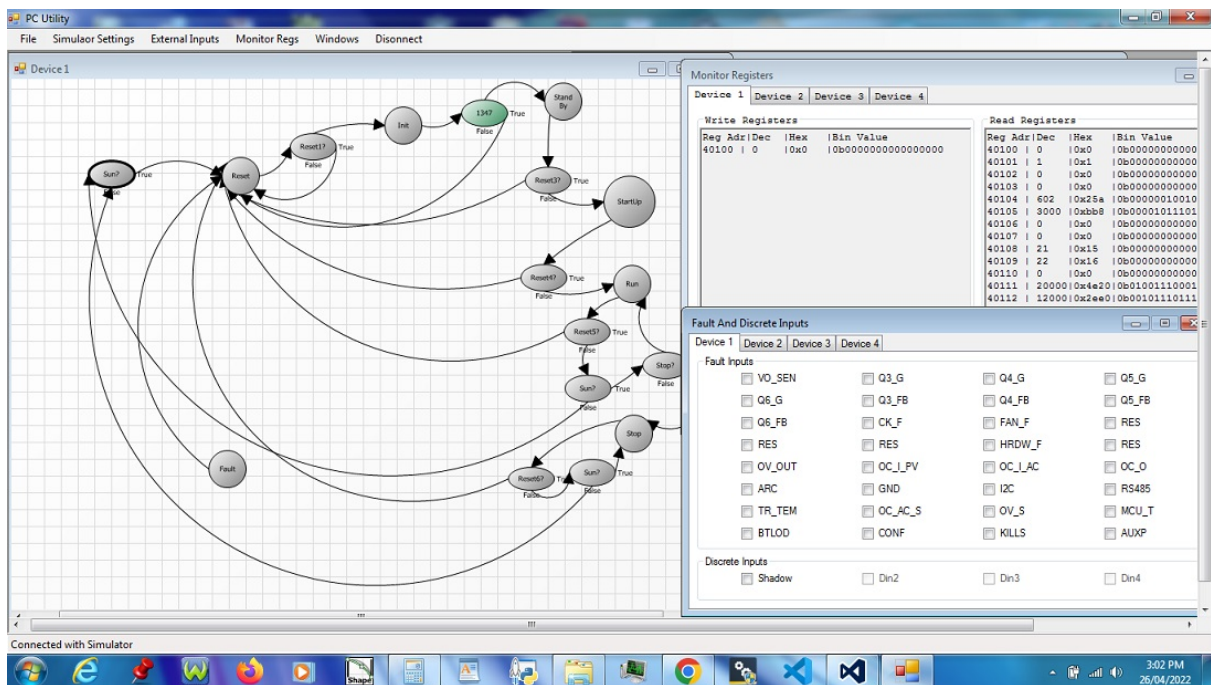 PC Utility
File Simulaor Settings External Inputs Monitor Regs Windows Disonnect
Device 1
Stand
By
1347 True
False
Init
Reset1? True
False
Sun? True
False
Reset
Reset3? True
False
StartUp
Reset4? True
False
Run
Reset5? True
False
Stop?
False
Sun? True
False
Stop
Fault
Sun? True
False
Reset6? True
False
Monitor Registers
Device 1 Device 2 Device 3 Device 4
Write Registers
Reg Adr|Dec |Hex |Bin Value
40100 | 0 |0x0 |0b0000000000000000
Read Registers
Reg Adr|Dec |Hex |Bin Value
40100 | 0 |0x0 |0b00000000000
40101 | 1 |0x1 |0b00000000000
40102 | 0 |0x0 |0b00000000000
40103 | 0 |0x0 |0b00000000000
40104 | 602 |0x25a |0b00000010010
40105 | 3000 |0xbb8 |0b00001011101
40106 | 0 |0x0 |0b00000000000
40107 | 0 |0x0 |0b00000000000
40108 | 21 |0x15 |0b00000000000
40109 | 22 |0x16 |0b00000000000
40110 | 0 |0x0 |0b00000000000
40111 | 20000|0x4e20|0b01001110001
40112 | 12000|0x2ee0|0b00101110111
Fault And Discrete Inputs
Device 1 Device 2 Device 3 Device 4
Fault Inputs
VO_SEN Q3_G Q4_G Q5_G
Q6_G Q3_FB Q4_FB Q5_FB
Q6_FB CK_F FAN_F RES
RES RES HRDW_F RES
OV_OUT OC_I_PV OC_I_AC OC_O
ARC GND I2C RS485
TR_TEM OC_AC_S OV_S MCU_T
BTLOD CONF KILLS AUXP
Discrete Inputs
Shadow Din2 Din3 Din4
Connected with Simulator
Shape
3:02 PM
26/04/2022